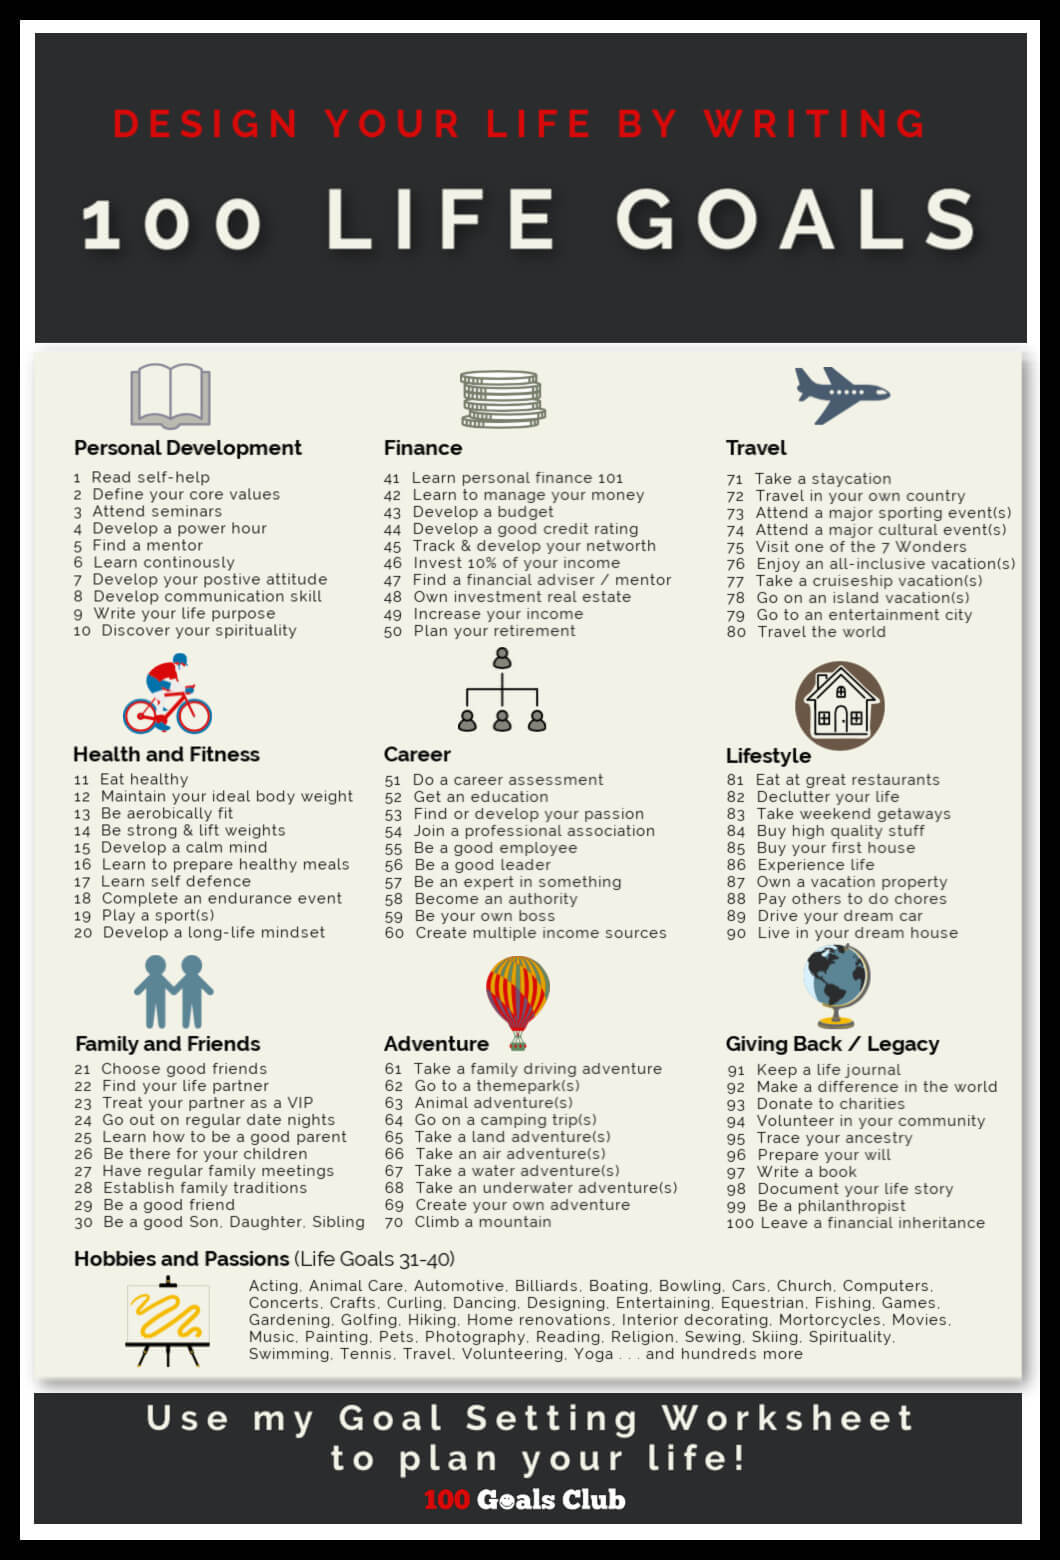 DESIGN YOUR LIFE BY WRITING
100 LIFE GOALS
Personal Development
1 Read self-help
2 Define your core values
3 Attend seminars
4 Develop a power hour
5 Find a mentor
6 Learn continously
7 Develop your postive attitude
8 Develop communication skill
9 Write your life purpose
10 Discover your spirituality
Finance
41 Learn personal finance 101
42 Learn to manage your money
43 Develop a budget
44 Develop a good credit rating
45 Track & develop your networth
46 Invest 10% of your income
47 Find a financial adviser / mentor
48 Own investment real estate
49 Increase your income
50 Plan your retirement
Travel
71 Take a staycation
72 Travel in your own country
73 Attend a major sporting event(s)
74 Attend a major cultural event(s)
75 Visit one of the 7 Wonders
76 Enjoy an all-inclusive vacation(s)
77 Take a cruiseship vacation(s)
78 Go on an island vacation(s)
79 Go to an entertainment city
80 Travel the world
Health and Fitness
11 Eat healthy
12 Maintain your ideal body weight
13 Be aerobically fit
14 Be strong & lift weights
15 Develop a calm mind
16 Learn to prepare healthy meals
17 Learn self defence
18 Complete an endurance event
19 Play a sport(s)
20 Develop a long-life mindset
Career
51 Do a career assessment
52 Get an education
53 Find or develop your passion
54 Join a professional association
55 Be a good employee
56 Be a good leader
57 Be an expert in something
58 Become an authority
59 Be your own boss
60 Create multiple income sources
Lifestyle
81 Eat at great restaurants
82 Declutter your life
83 Take weekend getaways
84 Buy high quality stuff
85 Buy your first house
86 Experience life
87 Own a vacation property
88 Pay others to do chores
89 Drive your dream car
90 Live in your dream house
Family and Friends
21 Choose good friends
22 Find your life partner
23 Treat your partner as a VIP
24 Go out on regular date nights
25 Learn how to be a good parent
26 Be there for your children
27 Have regular family meetings
28 Establish family traditions
29 Be a good friend
30 Be a good Son, Daughter, Sibling
Adventure
61 Take a family driving adventure
62 Go to a themepark(s)
63 Animal adventure(s)
64 Go on a camping trip(s)
65 Take a land adventure(s)
66 Take an air adventure(s)
67 Take a water adventure(s)
68 Take an underwater adventure(s)
69 Create your own adventure
70 Climb a mountain
Giving Back / Legacy
91 Keep a life journal
92 Make a difference in the world
93 Donate to charities
94 Volunteer in your community
95 Trace your ancestry
96 Prepare your will
97 Write a book
98 Document your life story
99 Be a philanthropist
100 Leave a financial inheritance
Hobbies and Passions (Life Goals 31-40)
Acting, Animal Care, Automotive, Billiards, Boating, Bowling, Cars, Church, Computers,
Concerts, Crafts, Curling, Dancing, Designing, Entertaining, Equestrian, Fishing, Games,
Gardening, Golfing, Hiking, Home renovations, Interior decorating, Mortorcycles, Movies,
Music, Painting, Pets, Photography, Reading, Religion, Sewing, Skiing, Spirituality,
Swimming, Tennis, Travel, Volunteering, Yoga . . . and hundreds more
Use my Goal Setting Worksheet
to plan your life!
100 Goals Club